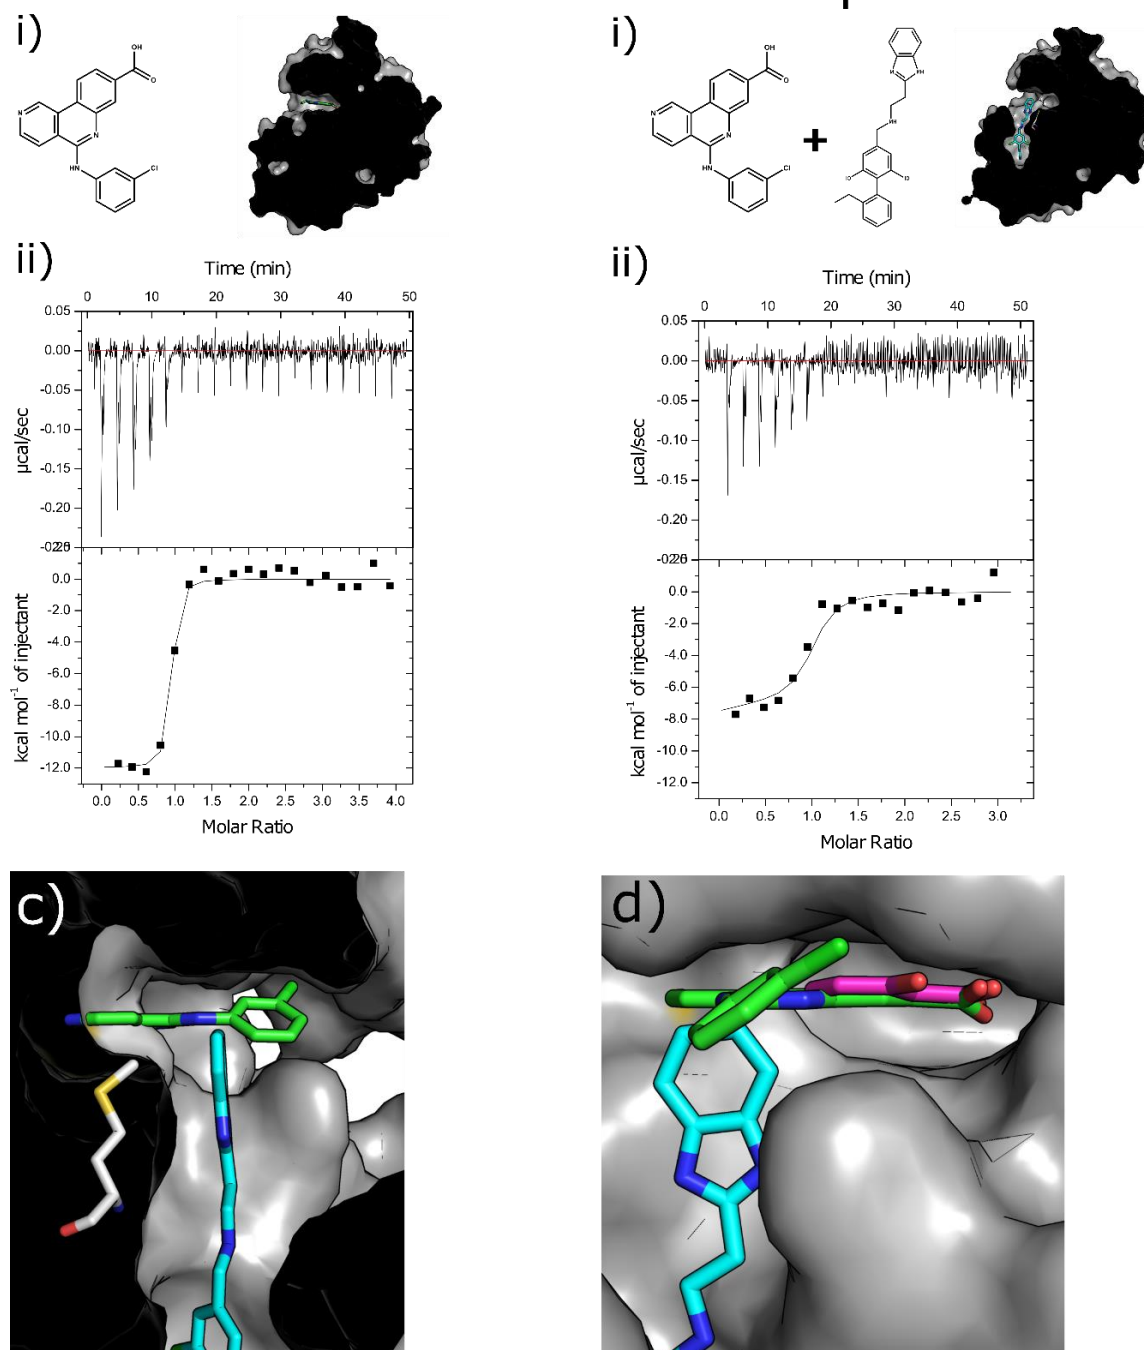 i)
OH
O
N
N
NH
Cl
ii)
Time (min)
0 10 20 30 40 50
0.05
0.00
-0.05
-0.10
-0.15
-0.20
µcal/sec
0.0
-2.0
-4.0
-6.0
-8.0
-10.0
-12.0
kcal mol⁻¹ of injectant
0.0 0.5 1.0 1.5 2.0 2.5 3.0 3.5 4.0
Molar Ratio
i)
OH
O
N
N
NH
Cl
+
N
NH
NH
ii)
Time (min)
0 10 20 30 40 50
0.05
0.00
-0.05
-0.10
-0.15
-0.20
µcal/sec
0.0
-2.0
-4.0
-6.0
-8.0
-10.0
-12.0
kcal mol⁻¹ of injectant
0.0 0.5 1.0 1.5 2.0 2.5 3.0
Molar Ratio
c)
d)